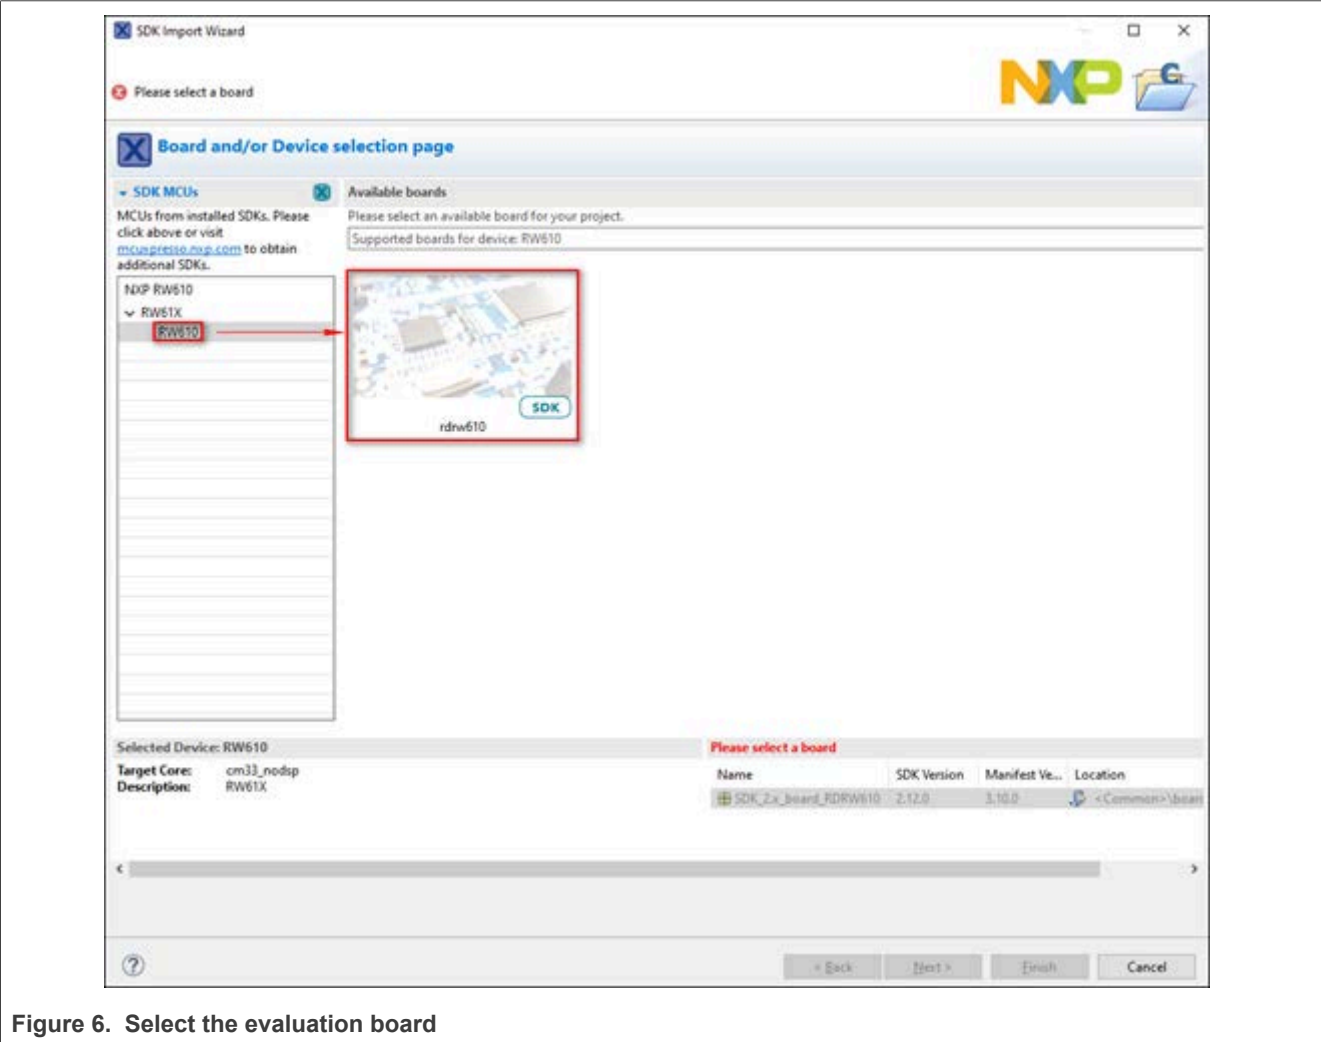 SDK Import Wizard
Please select a board
NXP
Board and/or Device selection page
SDK MCUs
MCUs from installed SDKs. Please
click above or visit
mcuxpresso.nxp.com to obtain
additional SDKs.
NXP RW610
RW61X
RW610
Available boards
Please select an available board for your project.
Supported boards for device: RW610
SDK
rdrw610
Selected Device: RW610
Target Core: cm33_nodsp
Description: RW61X
Please select a board
Name SDK Version Manifest Ve... Location
SDK_2.x_board_RDRW610 2.12.0 3.10.0 <Common>\boar
< Back Next > Finish Cancel
Figure 6. Select the evaluation board